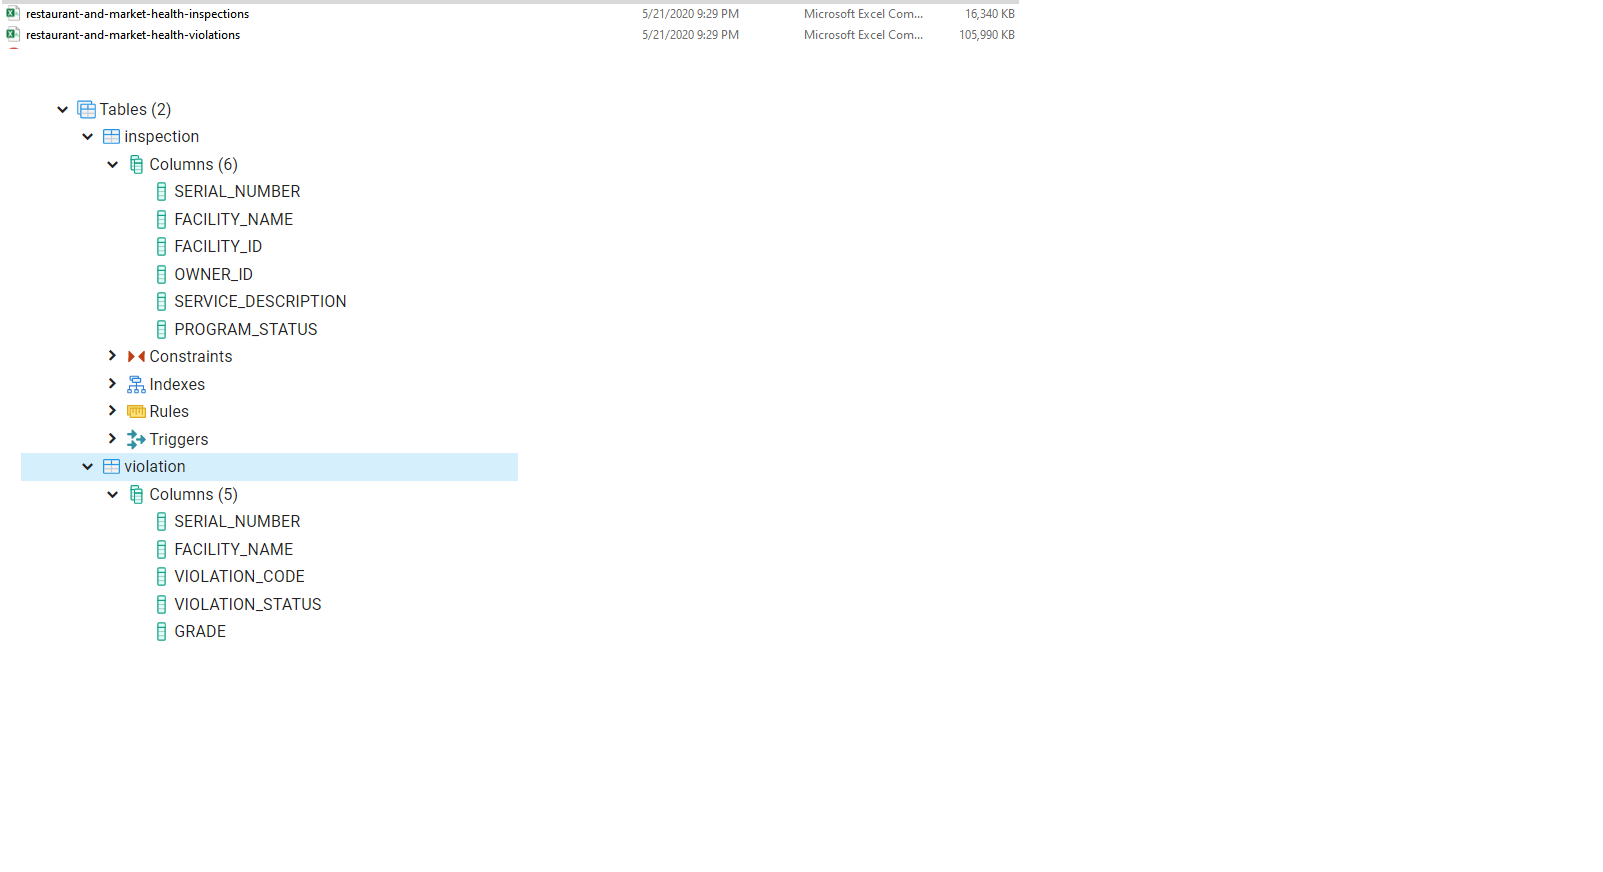 restaurant-and-market-health-inspections 5/21/2020 9:29 PM Microsoft Excel Com... 16,340 KB
restaurant-and-market-health-violations 5/21/2020 9:29 PM Microsoft Excel Com... 105,990 KB
Tables (2)
inspection
Columns (6)
SERIAL_NUMBER
FACILITY_NAME
FACILITY_ID
OWNER_ID
SERVICE_DESCRIPTION
PROGRAM_STATUS
Constraints
Indexes
Rules
Triggers
violation
Columns (5)
SERIAL_NUMBER
FACILITY_NAME
VIOLATION_CODE
VIOLATION_STATUS
GRADE